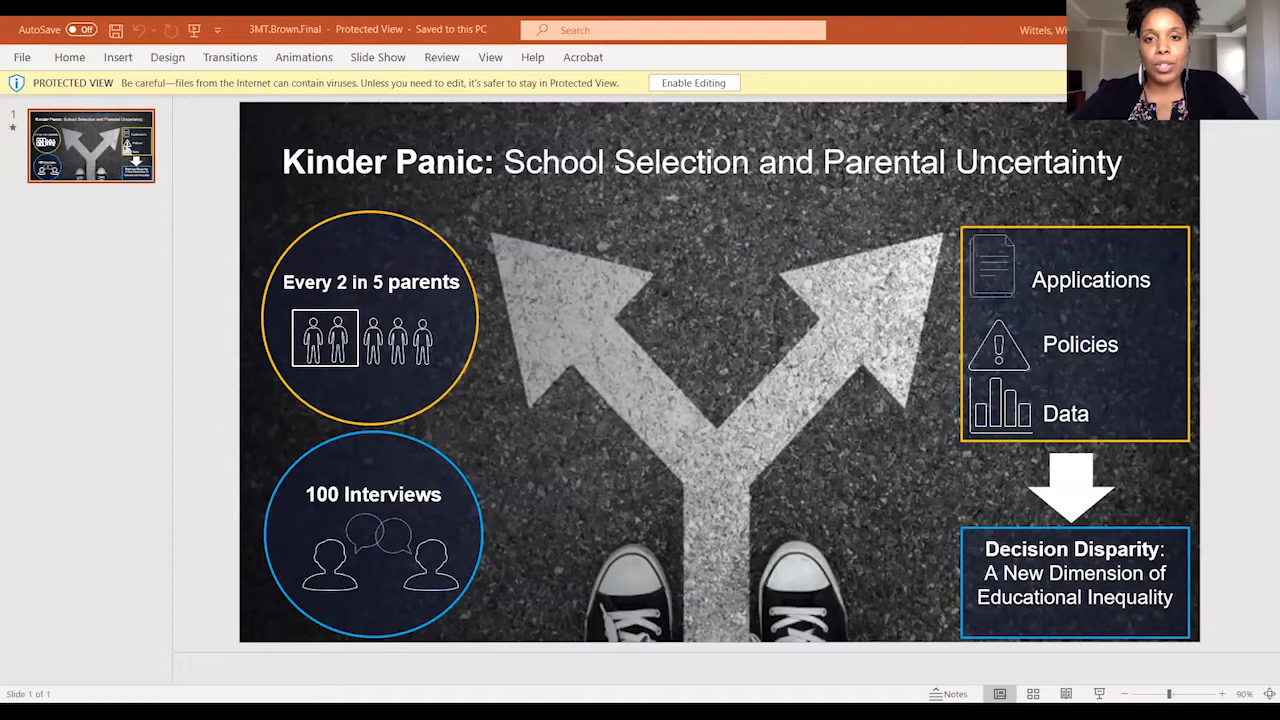 AutoSave Off 3MT.Brown.Final - Protected View - Saved to this PC Search Wittels, Wi
File Home Insert Design Transitions Animations Slide Show Review View Help Acrobat
PROTECTED VIEW Be careful—files from the Internet can contain viruses. Unless you need to edit, it's safer to stay in Protected View. Enable Editing
1
Kinder Panic: School Selection and Parental Uncertainty
Every 2 in 5 parents
100 Interviews
Applications
Policies
Data
Decision Disparity:
A New Dimension of
Educational Inequality
Slide 1 of 1 Notes 90%